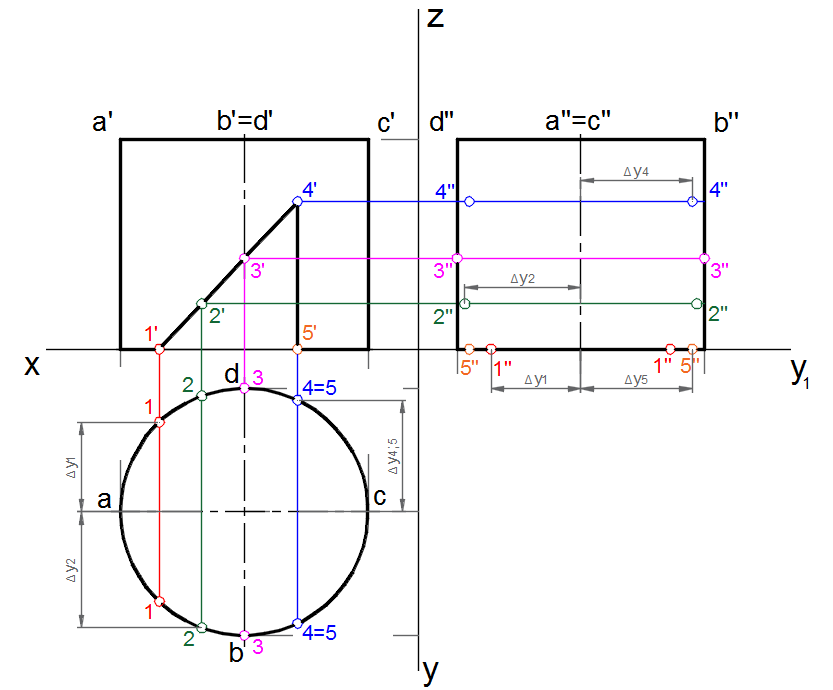 z
a' b'=d' c' d" a"=c" b"
Δy4
4' 4" 4"
3' 3" 3"
Δy2
2' 2" 2"
1' 5'
x 5" 1" 1" 5" y1
Δy1 Δy5
2 d 3 4=5
1
Δy1 Δy4;5
a c
Δy2
1
2 3 4=5
b
y